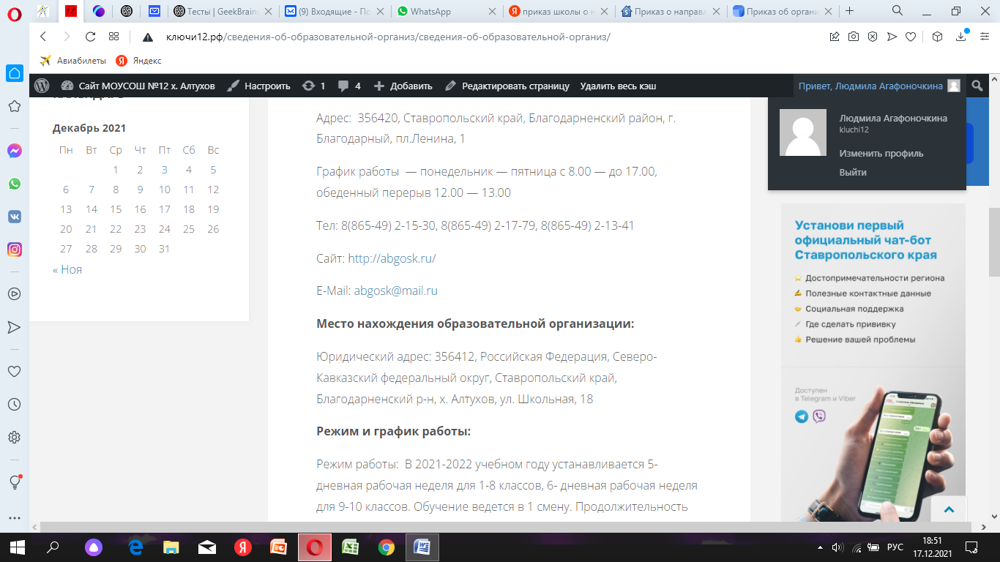 Тесты | GeekBrain
(9) Входящие - По
WhatsApp
приказ школы о н
Приказ о направл
Приказ об органи
ключи12.рф/сведения-об-образовательной-организ/сведения-об-образовательной-организ/
Авиабилеты
Яндекс
Сайт МОУСОШ №12 х. Алтухов
Настроить
1
4
Добавить
Редактировать страницу
Удалить весь кэш
Привет, Людмила Агафоночкина
Людмила Агафоночкина
kluchi12
Изменить профиль
Выйти
КАЛЕНДАРЬ
Декабрь 2021
Пн Вт Ср Чт Пт Сб Вс
1 2 3 4 5
6 7 8 9 10 11 12
13 14 15 16 17 18 19
20 21 22 23 24 25 26
27 28 29 30 31
« Ноя
Адрес: 356420, Ставропольский край, Благодарненский район, г.
Благодарный, пл.Ленина, 1
График работы — понедельник — пятница с 8.00 — до 17.00,
обеденный перерыв 12.00 — 13.00
Тел: 8(865-49) 2-15-30, 8(865-49) 2-17-79, 8(865-49) 2-13-41
Сайт: http://abgosk.ru/
E-Mail: abgosk@mail.ru
Место нахождения образовательной организации:
Юридический адрес: 356412, Российская Федерация, Северо-
Кавказский федеральный округ, Ставропольский край,
Благодарненский р-н, х. Алтухов, ул. Школьная, 18
Режим и график работы:
Режим работы: В 2021-2022 учебном году устанавливается 5-
дневная рабочая неделя для 1-8 классов, 6- дневная рабочая неделя
для 9-10 классов. Обучение ведется в 1 смену. Продолжительность
Установи первый
официальный чат-бот
Ставропольского края
Достопримечательности региона
Полезные контактные данные
Социальная поддержка
Где сделать прививку
Решение вашей проблемы
Доступен
в Telegram и Viber
РУС
18:51
17.12.2021